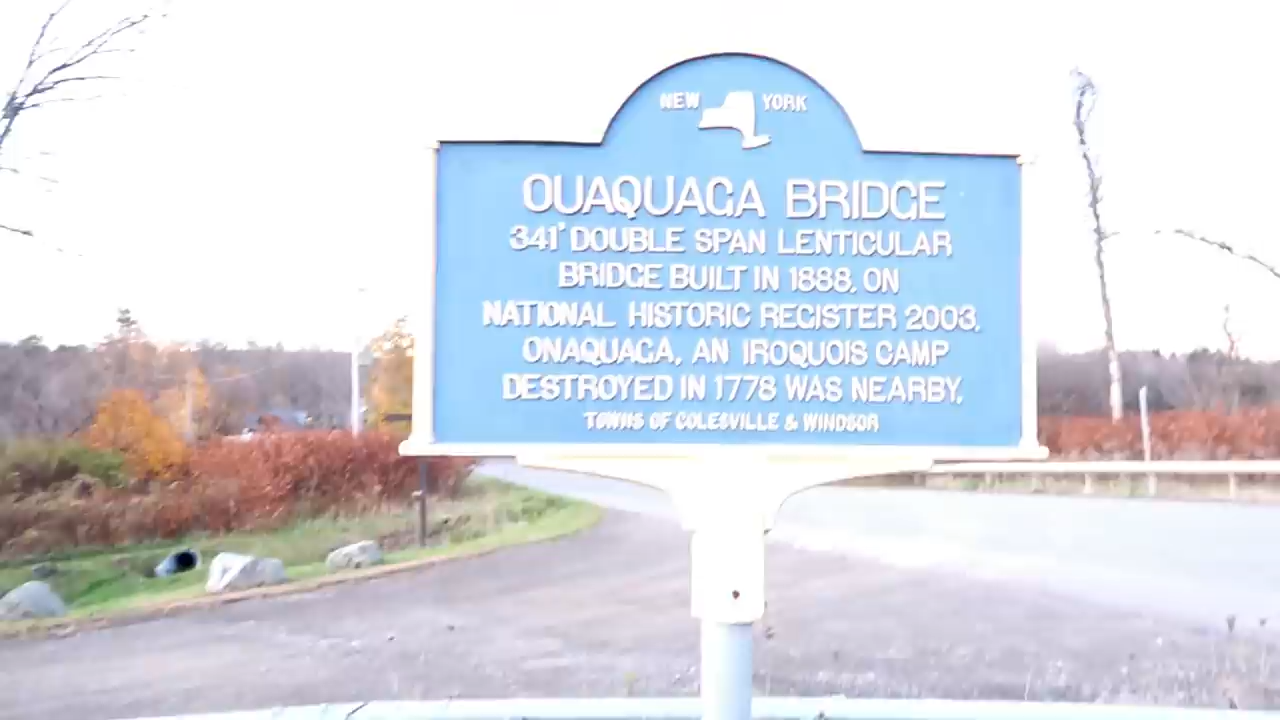 NEW YORK
OUAQUAGA BRIDGE
341' DOUBLE SPAN LENTICULAR
BRIDGE BUILT IN 1888. ON
NATIONAL HISTORIC REGISTER 2003.
ONAQUAGA, AN IROQUOIS CAMP
DESTROYED IN 1778 WAS NEARBY.
TOWNS OF COLESVILLE & WINDSOR